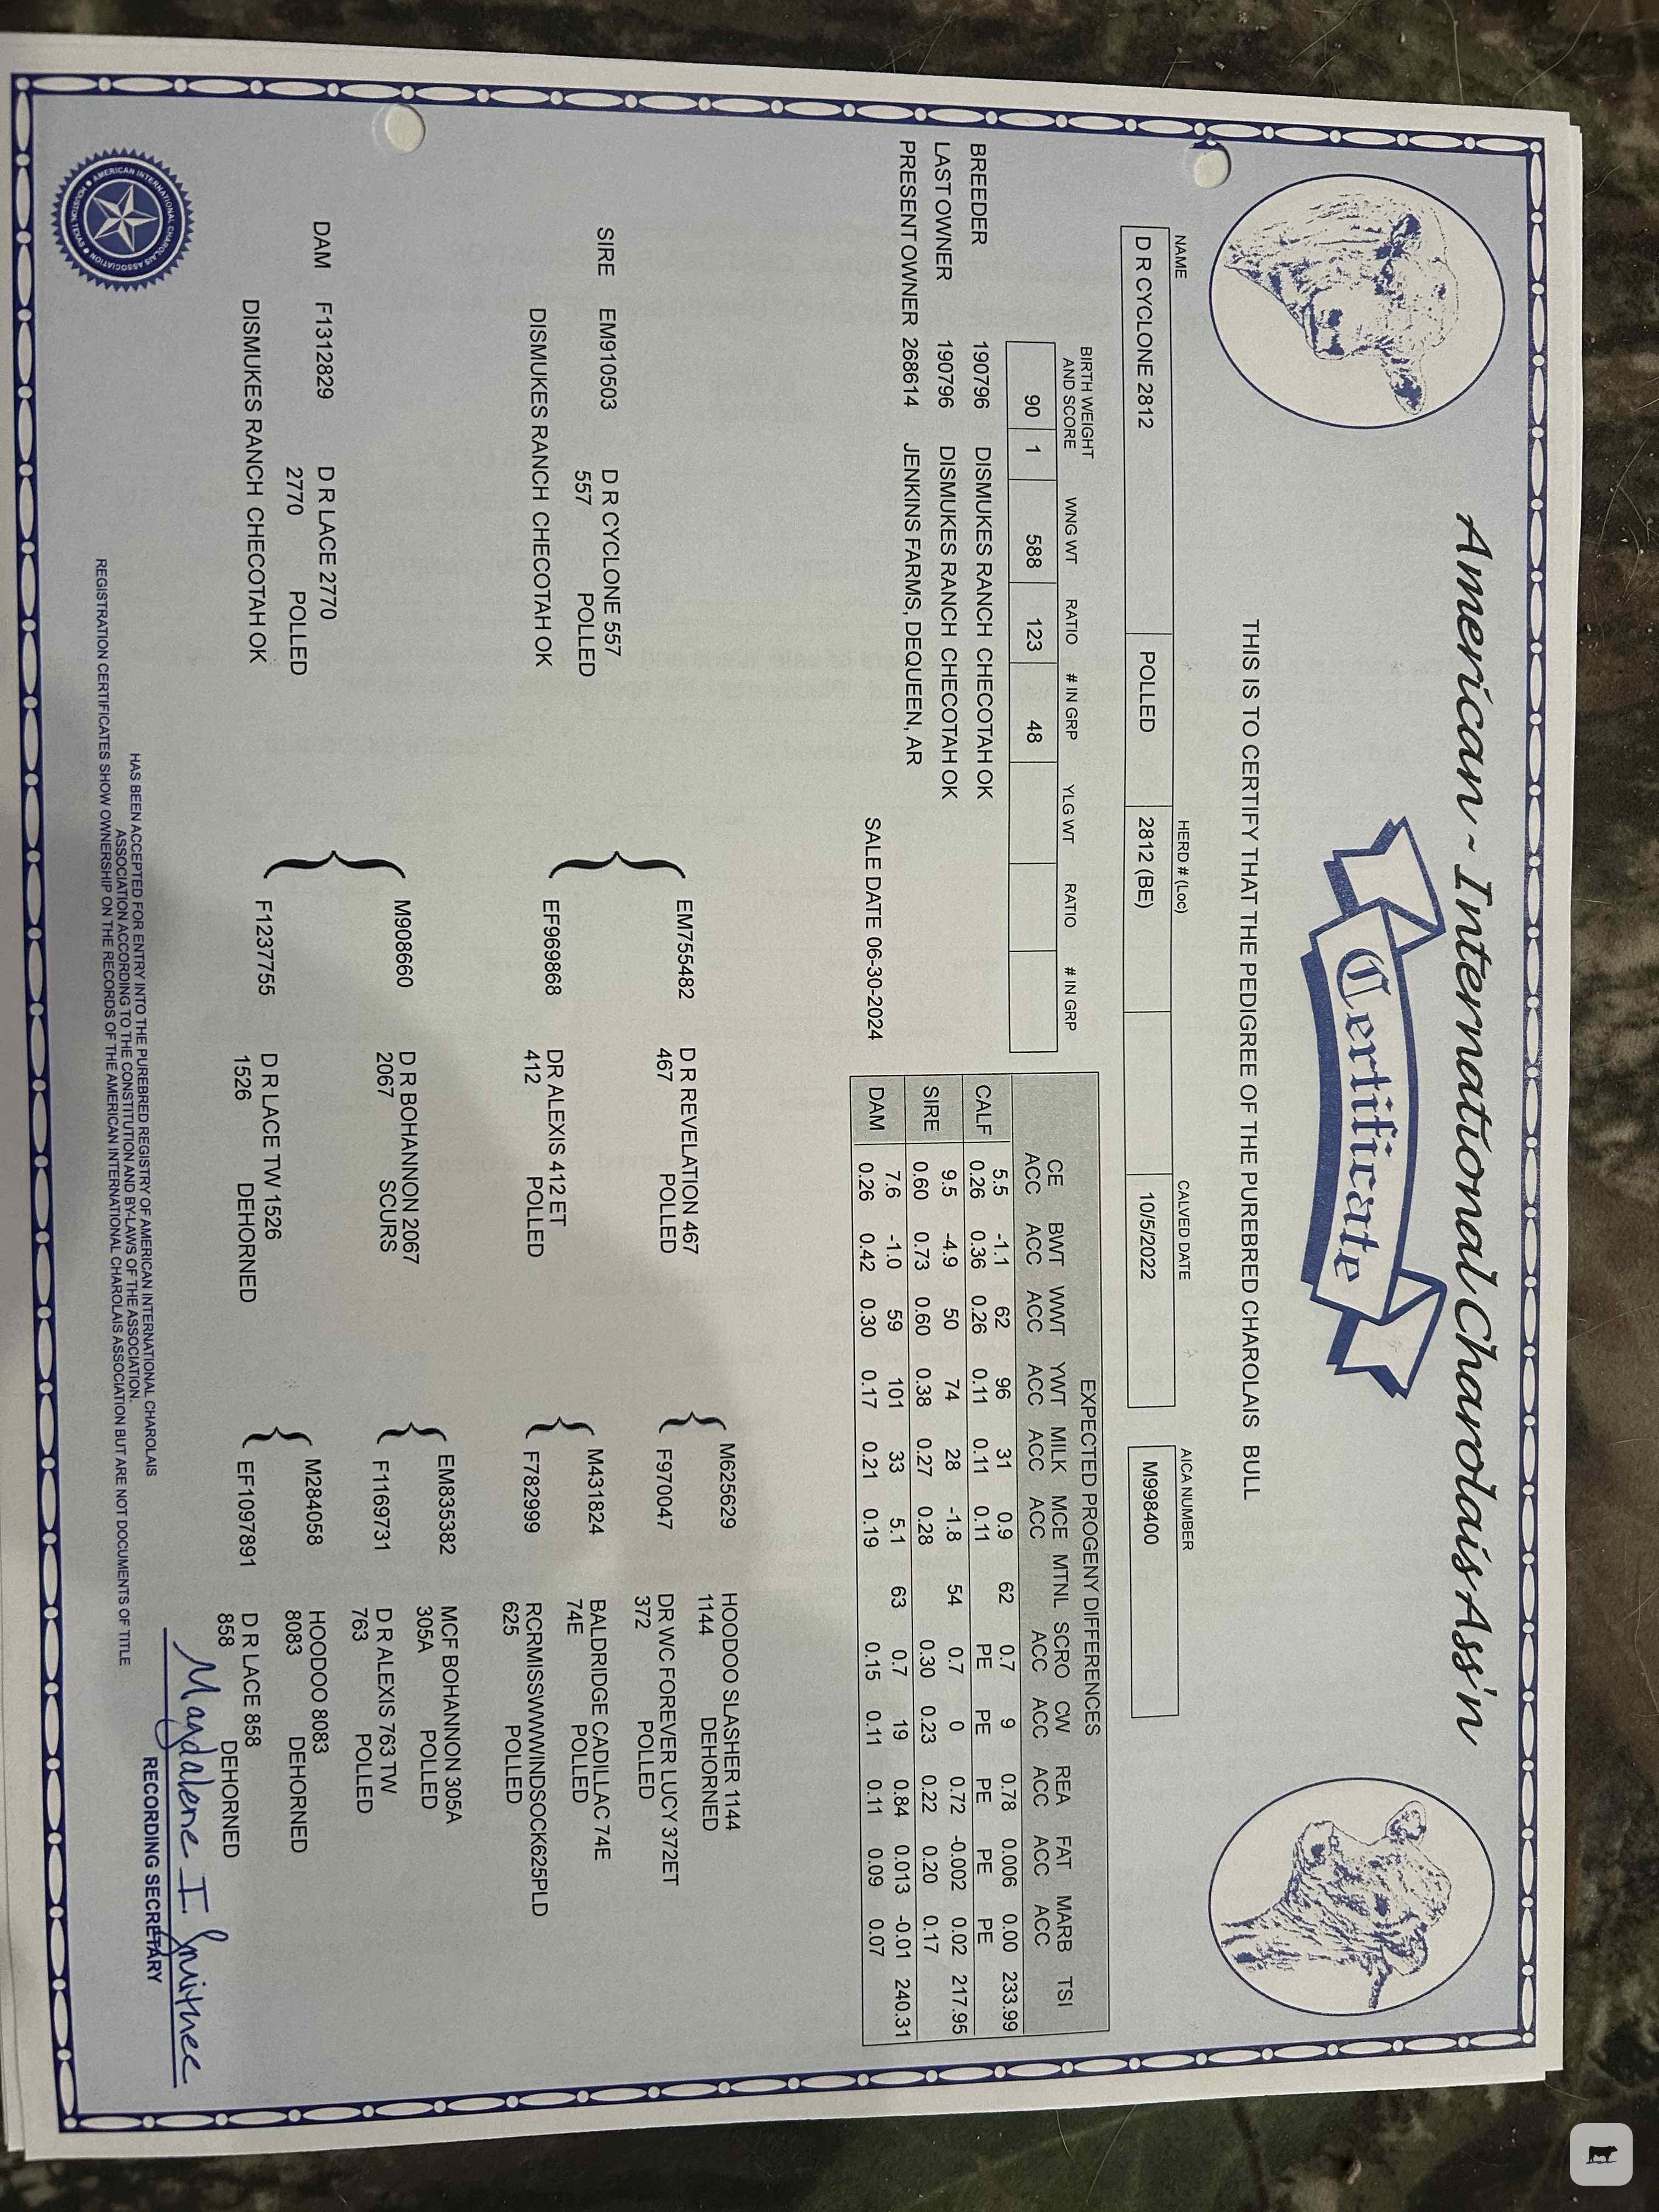 American ~ International Charolais Ass'n
Certificate
THIS IS TO CERTIFY THAT THE PEDIGREE OF THE PUREBRED CHAROLAIS BULL
NAME HERD # (Loc) CALVED DATE AICA NUMBER
D R CYCLONE 2812 POLLED 2812 (BE) 10/5/2022 M998400
BIRTH WEIGHT AND SCORE WNG WT RATIO # IN GRP YLG WT RATIO # IN GRP
90 1 588 123 48
BREEDER 190796 DISMUKES RANCH CHECOTAH OK
LAST OWNER 190796 DISMUKES RANCH CHECOTAH OK
PRESENT OWNER 268614 JENKINS FARMS, DEQUEEN, AR
SALE DATE 06-30-2024
EXPECTED PROGENY DIFFERENCES
CE BWT WWT YWT MILK MCE MTNL SCRO CW REA FAT MARB TSI
ACC ACC ACC ACC ACC ACC ACC ACC ACC ACC ACC
CALF 5.5 -1.1 62 96 31 0.9 62 0.7 9 0.78 0.006 0.00 233.99
0.26 0.36 0.26 0.11 0.11 0.11 PE PE PE PE PE
SIRE 9.5 -4.9 50 74 28 -1.8 54 0.7 0 0.72 -0.002 0.02 217.95
0.60 0.73 0.60 0.38 0.27 0.28 0.30 0.23 0.22 0.20 0.17
DAM 7.6 -1.0 59 101 33 5.1 63 0.7 19 0.84 0.013 -0.01 240.31
0.26 0.42 0.30 0.17 0.21 0.19 0.15 0.11 0.11 0.09 0.07
SIRE EM910503 D R CYCLONE 557
557 POLLED
DISMUKES RANCH CHECOTAH OK
EM755482 D R REVELATION 467
467 POLLED
EF969868 DR ALEXIS 412 ET
412 POLLED
M625629 HOODOO SLASHER 1144
1144 DEHORNED
F970047 DR WC FOREVER LUCY 372ET
372 POLLED
M431824 BALDRIDGE CADILLAC 74E
74E POLLED
F782999 RCRMISSWWWINDSOCK625PLD
625 POLLED
DAM F1312829 D R LACE 2770
2770 POLLED
DISMUKES RANCH CHECOTAH OK
M908660 D R BOHANNON 2067
2067 SCURS
F1237755 D R LACE TW 1526
1526 DEHORNED
EM835382 MCF BOHANNON 305A
305A POLLED
F1169731 D R ALEXIS 763 TW
763 POLLED
M284058 HOODOO 8083
8083 DEHORNED
EF1097891 D R LACE 858
858 DEHORNED
HAS BEEN ACCEPTED FOR ENTRY INTO THE PUREBRED REGISTRY OF AMERICAN INTERNATIONAL CHAROLAIS
ASSOCIATION ACCORDING TO THE CONSTITUTION AND BY-LAWS OF THE ASSOCIATION.
REGISTRATION CERTIFICATES SHOW OWNERSHIP ON THE RECORDS OF THE AMERICAN INTERNATIONAL CHAROLAIS ASSOCIATION BUT ARE NOT DOCUMENTS OF TITLE
Magdalene I. Smithee
RECORDING SECRETARY
AMERICAN INTERNATIONAL CHAROLAIS ASSOCIATION
HOUSTON, TEXAS